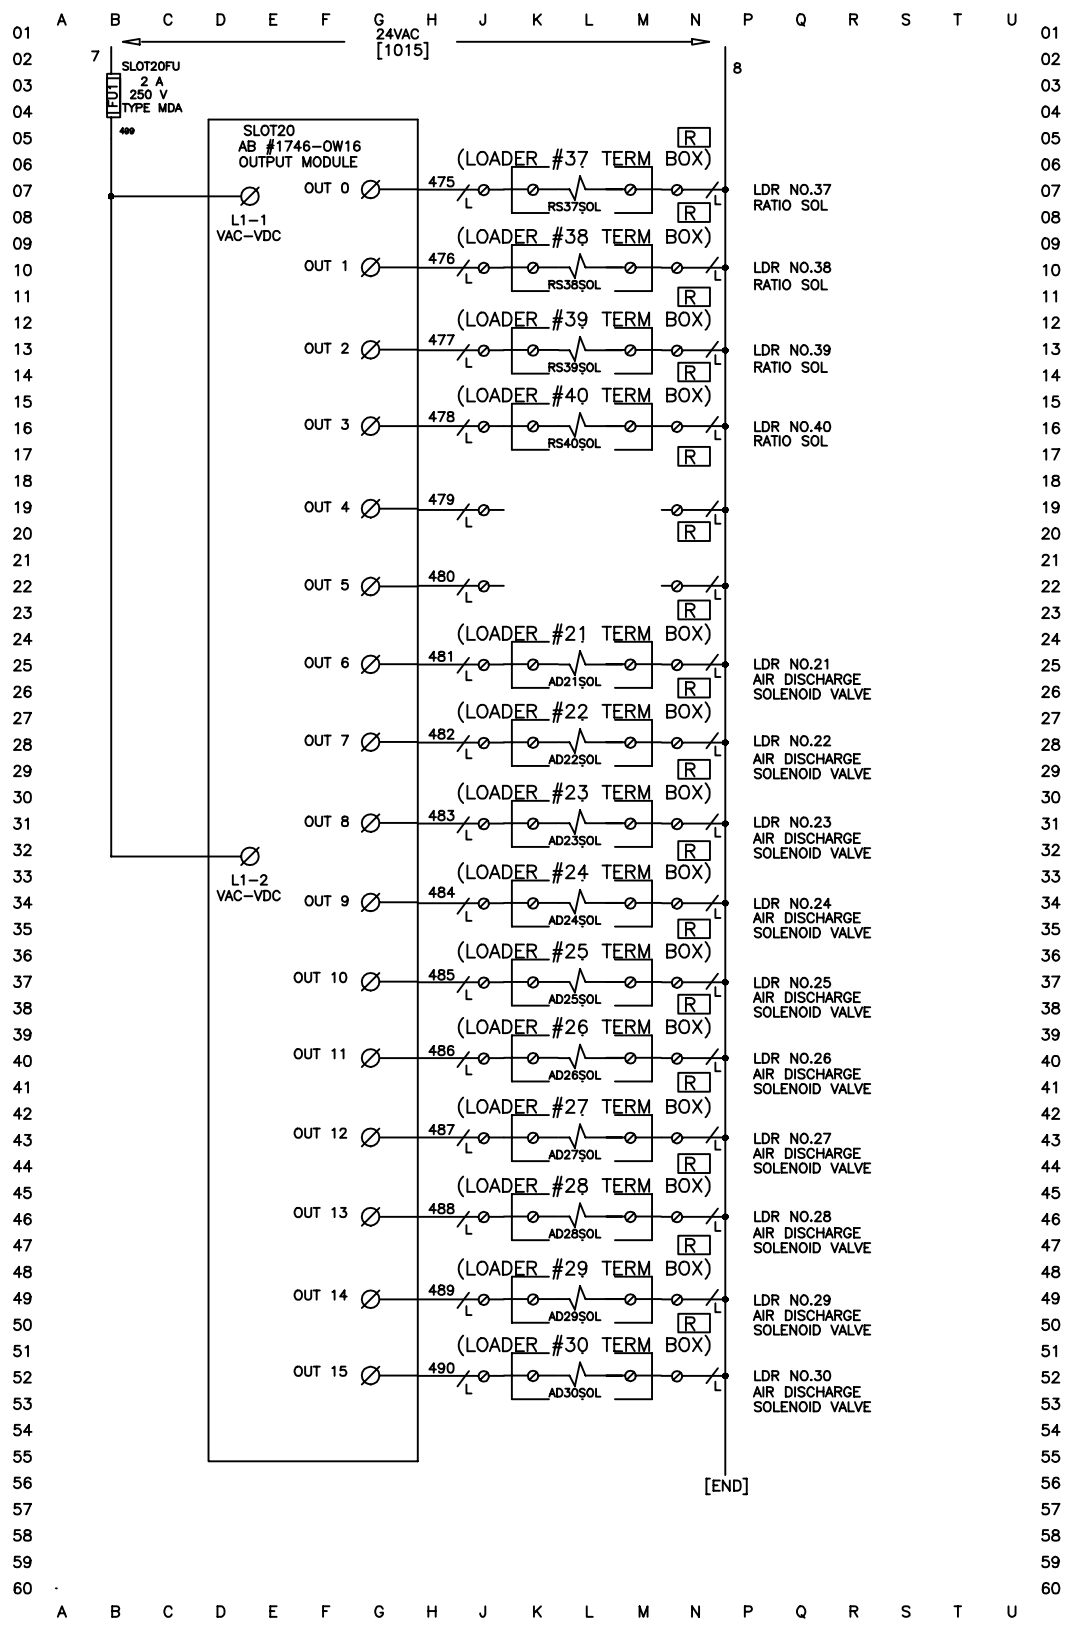 A B C D E F G H J K L M N P Q R S T U
01 24VAC 01
[1015]
02 7 8 02
SLOT20FU
03 2 A 03
250 V
FU1
04 TYPE MDA 04
499
05 SLOT20 R 05
AB #1746-OW16
06 OUTPUT MODULE (LOADER #37 TERM BOX) 06
07 OUT 0 475 L RS37SOL L LDR NO.37 07
RATIO SOL
08 L1-1 R 08
VAC-VDC
09 (LOADER #38 TERM BOX) 09
10 OUT 1 476 L RS38SOL L LDR NO.38 10
RATIO SOL
11 R 11
12 (LOADER #39 TERM BOX) 12
13 OUT 2 477 L RS39SOL L LDR NO.39 13
RATIO SOL
14 R 14
15 (LOADER #40 TERM BOX) 15
16 OUT 3 478 L RS40SOL L LDR NO.40 16
RATIO SOL
17 R 17
18 18
19 OUT 4 479 L L 19
20 R 20
21 21
22 OUT 5 480 L L 22
23 R 23
24 (LOADER #21 TERM BOX) 24
25 OUT 6 481 L AD21SOL L LDR NO.21 25
AIR DISCHARGE
26 R SOLENOID VALVE 26
27 (LOADER #22 TERM BOX) 27
28 OUT 7 482 L AD22SOL L LDR NO.22 28
AIR DISCHARGE
29 R SOLENOID VALVE 29
30 (LOADER #23 TERM BOX) 30
31 OUT 8 483 L AD23SOL L LDR NO.23 31
AIR DISCHARGE
32 R SOLENOID VALVE 32
33 L1-2 (LOADER #24 TERM BOX) 33
VAC-VDC
34 OUT 9 484 L AD24SOL L LDR NO.24 34
AIR DISCHARGE
35 R SOLENOID VALVE 35
36 (LOADER #25 TERM BOX) 36
37 OUT 10 485 L AD25SOL L LDR NO.25 37
AIR DISCHARGE
38 R SOLENOID VALVE 38
39 (LOADER #26 TERM BOX) 39
40 OUT 11 486 L AD26SOL L LDR NO.26 40
AIR DISCHARGE
41 R SOLENOID VALVE 41
42 (LOADER #27 TERM BOX) 42
43 OUT 12 487 L AD27SOL L LDR NO.27 43
AIR DISCHARGE
44 R SOLENOID VALVE 44
45 (LOADER #28 TERM BOX) 45
46 OUT 13 488 L AD28SOL L LDR NO.28 46
AIR DISCHARGE
47 R SOLENOID VALVE 47
48 (LOADER #29 TERM BOX) 48
49 OUT 14 489 L AD29SOL L LDR NO.29 49
AIR DISCHARGE
50 R SOLENOID VALVE 50
51 (LOADER #30 TERM BOX) 51
52 OUT 15 490 L AD30SOL L LDR NO.30 52
AIR DISCHARGE
53 SOLENOID VALVE 53
54 54
55 55
56 [END] 56
57 57
58 58
59 59
60 60
A B C D E F G H J K L M N P Q R S T U